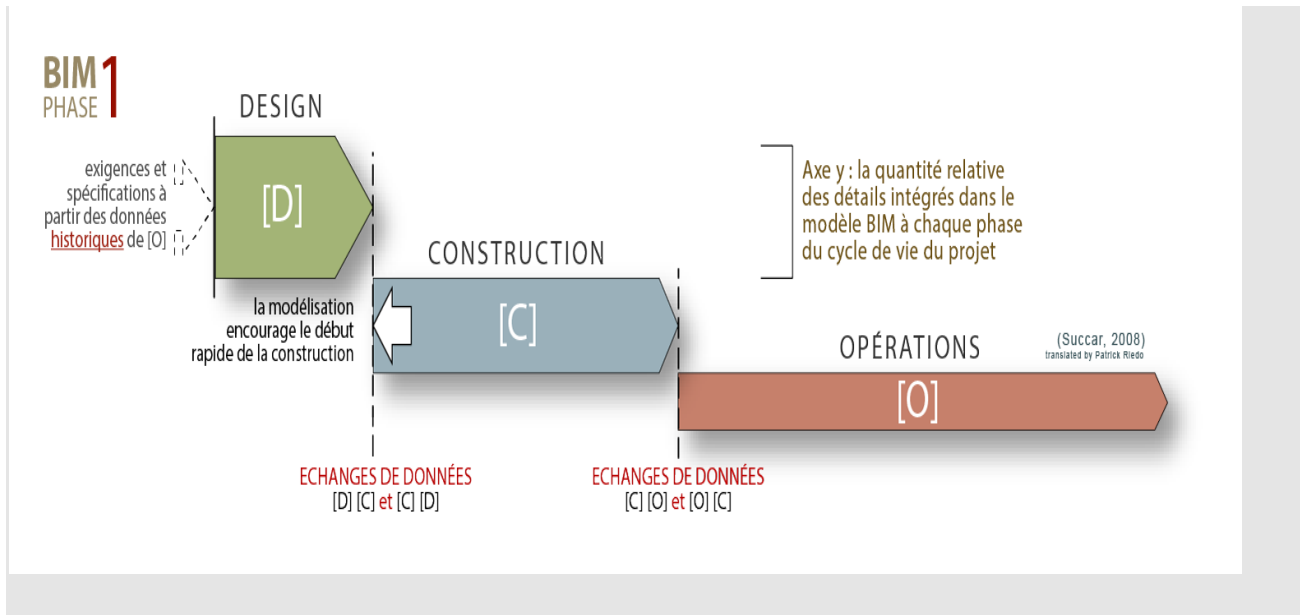 BIM 1
PHASE
DESIGN
exigences et
spécifications à
partir des données
historiques de [O]
[D]
CONSTRUCTION
la modélisation
encourage le début
rapide de la construction
[C]
Axe y : la quantité relative
des détails intégrés dans le
modèle BIM à chaque phase
du cycle de vie du projet
OPÉRATIONS
(Succar, 2008)
translated by Patrick Riedo
[O]
ECHANGES DE DONNÉES
[D] [C] et [C] [D]
ECHANGES DE DONNÉES
[C] [O] et [O] [C]